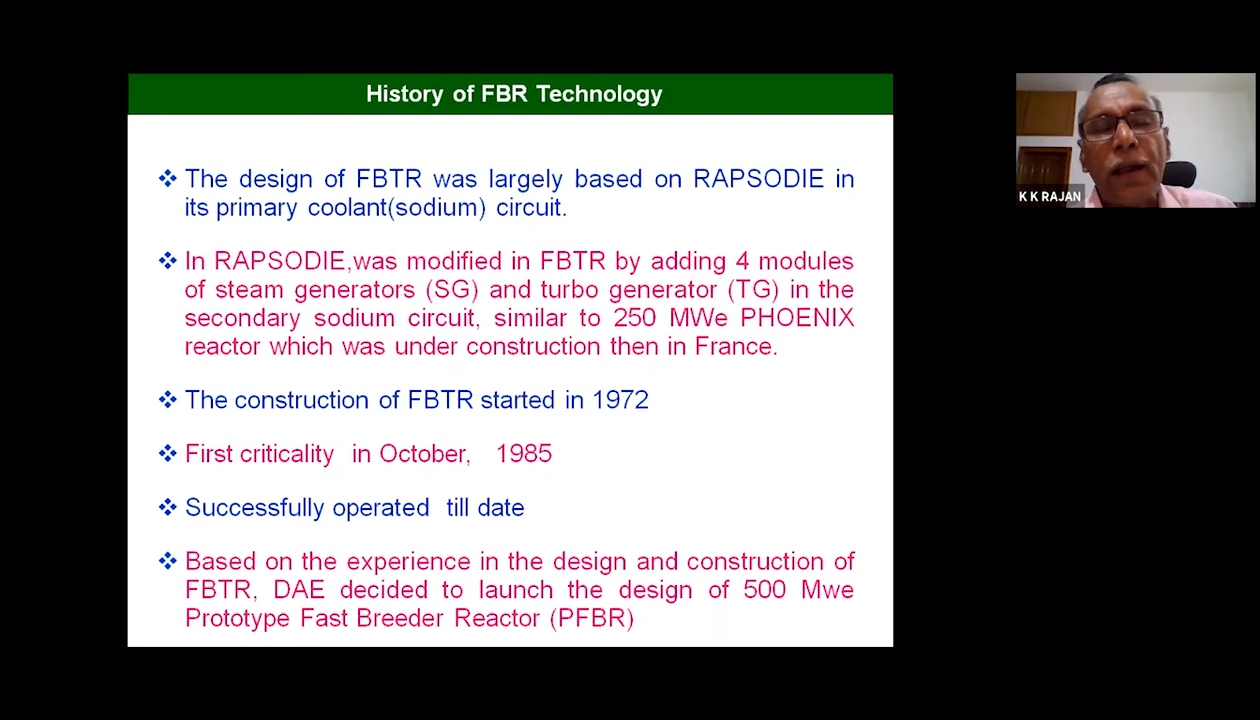 History of FBR Technology
❖ The design of FBTR was largely based on RAPSODIE in
its primary coolant(sodium) circuit.
❖ In RAPSODIE,was modified in FBTR by adding 4 modules
of steam generators (SG) and turbo generator (TG) in the
secondary sodium circuit, similar to 250 MWe PHOENIX
reactor which was under construction then in France.
❖ The construction of FBTR started in 1972
❖ First criticality in October, 1985
❖ Successfully operated till date
❖ Based on the experience in the design and construction of
FBTR, DAE decided to launch the design of 500 Mwe
Prototype Fast Breeder Reactor (PFBR)
K K RAJAN